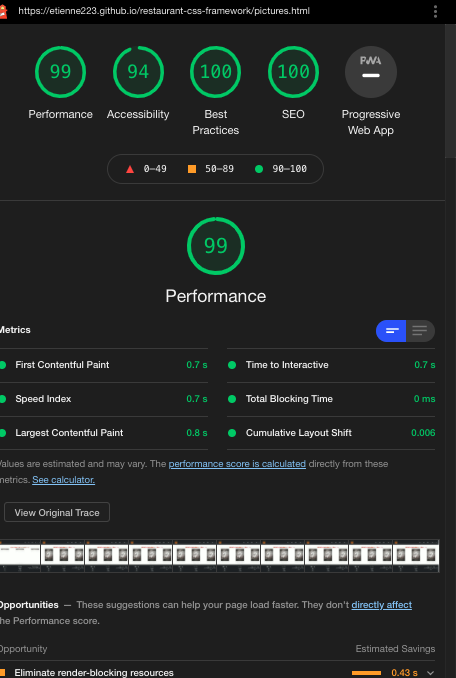 https://etienne223.github.io/restaurant-css-framework/pictures.html
99
94
100
100
PWA
Performance
Accessibility
Best
Practices
SEO
Progressive
Web App
0–49
50–89
90–100
99
Performance
Metrics
First Contentful Paint 0.7 s
Time to Interactive 0.7 s
Speed Index 0.7 s
Total Blocking Time 0 ms
Largest Contentful Paint 0.8 s
Cumulative Layout Shift 0.006
Values are estimated and may vary. The performance score is calculated directly from these
metrics. See calculator.
View Original Trace
Opportunities — These suggestions can help your page load faster. They don't directly affect
the Performance score.
Opportunity Estimated Savings
Eliminate render-blocking resources 0.43 s